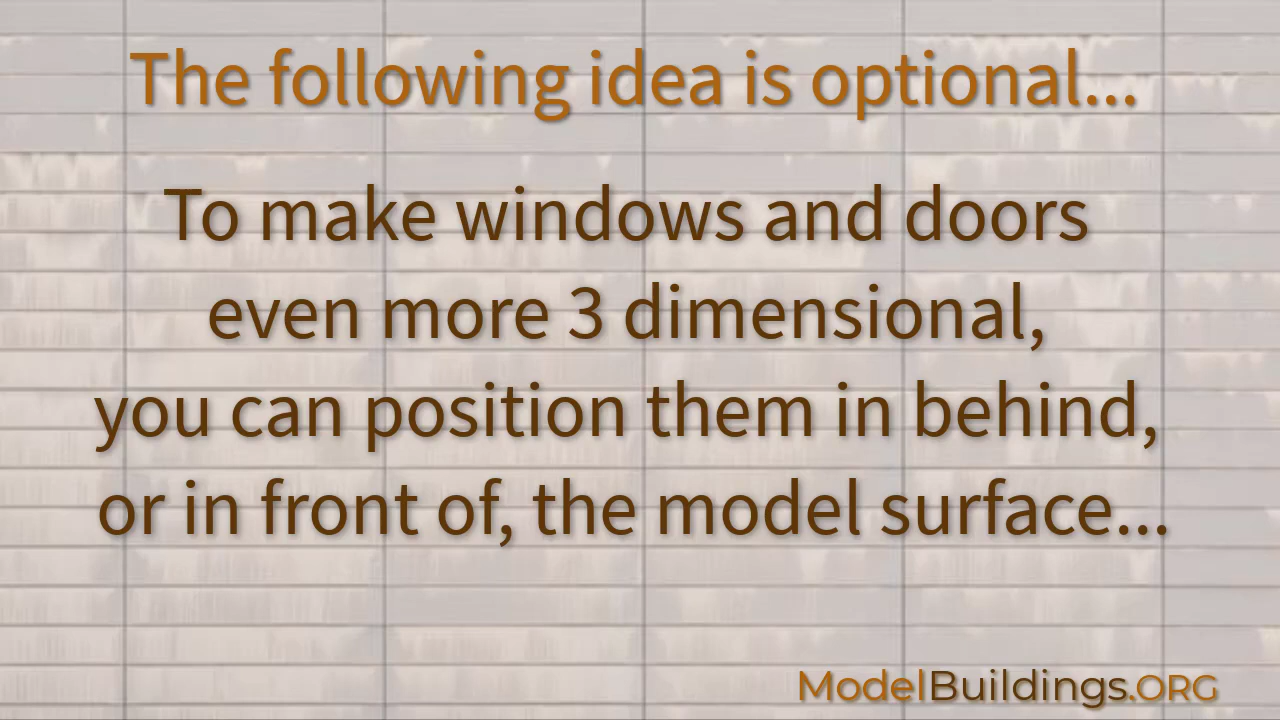 The following idea is optional...
To make windows and doors
even more 3 dimensional,
you can position them in behind,
or in front of, the model surface...
ModelBuildings.ORG